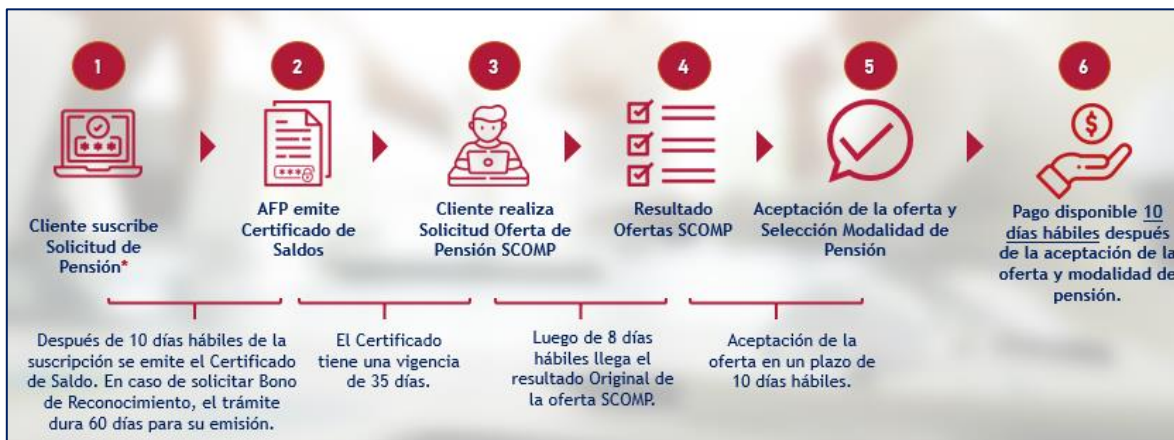 1
2
3
4
5
6
Cliente suscribe
Solicitud de
Pensión*
AFP emite
Certificado de
Saldos
Cliente realiza
Solicitud Oferta de
Pensión SCOMP
Resultado
Ofertas SCOMP
Aceptación de la oferta y
Selección Modalidad de
Pensión
Pago disponible 10
días hábiles después
de la aceptación de la
oferta y modalidad de
pensión.
Después de 10 días hábiles de la
suscripción se emite el Certificado
de Saldo. En caso de solicitar Bono
de Reconocimiento, el trámite
dura 60 días para su emisión.
El Certificado
tiene una vigencia
de 35 días.
Luego de 8 días
hábiles llega el
resultado Original de
la oferta SCOMP.
Aceptación de la
oferta en un plazo de
10 días hábiles.